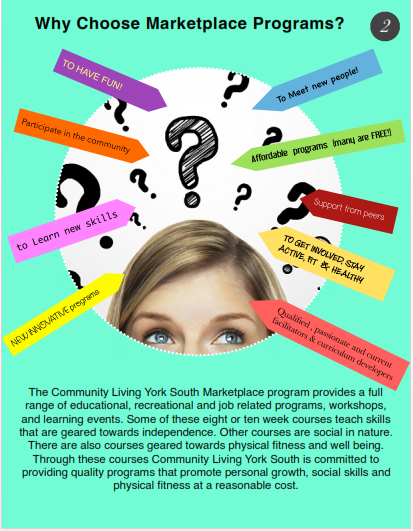 Why Choose Marketplace Programs?
2
TO HAVE FUN!
To Meet new people!
Participate in the community
Affordable programs (many are FREE!)
to Learn new skills
Support from peers
TO GET INVOLVED, STAY
ACTIVE, FIT & HEALTHY
NEW INNOVATIVE programs
Qualified , passionate and current
facilitators & curriculum developers
The Community Living York South Marketplace program provides a full
range of educational, recreational and job related programs, workshops,
and learning events. Some of these eight or ten week courses teach skills
that are geared towards independence. Other courses are social in nature.
There are also courses geared towards physical fitness and well being.
Through these courses Community Living York South is committed to
providing quality programs that promote personal growth, social skills and
physical fitness at a reasonable cost.